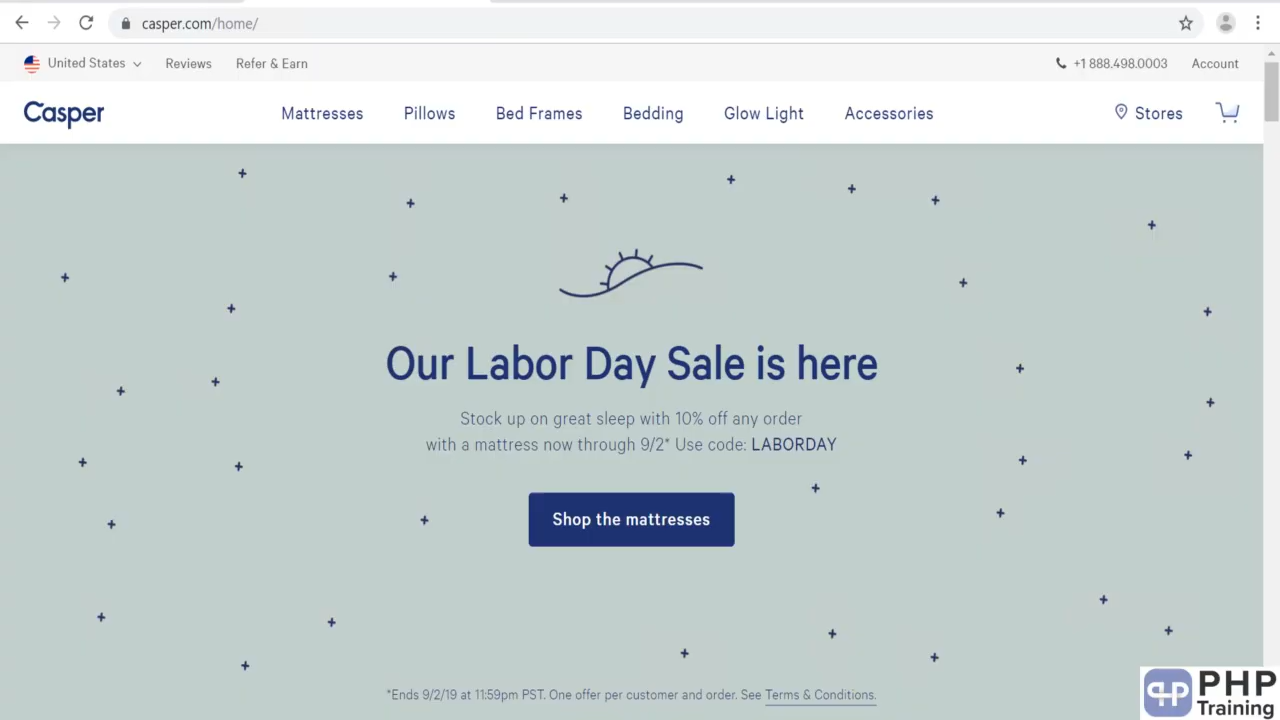 casper.com/home/
United States
Reviews
Refer & Earn
+1 888.498.0003
Account
Casper
Mattresses
Pillows
Bed Frames
Bedding
Glow Light
Accessories
Stores
Our Labor Day Sale is here
Stock up on great sleep with 10% off any order
with a mattress now through 9/2* Use code: LABORDAY
Shop the mattresses
*Ends 9/2/19 at 11:59pm PST. One offer per customer and order. See Terms & Conditions.
PHP
Training